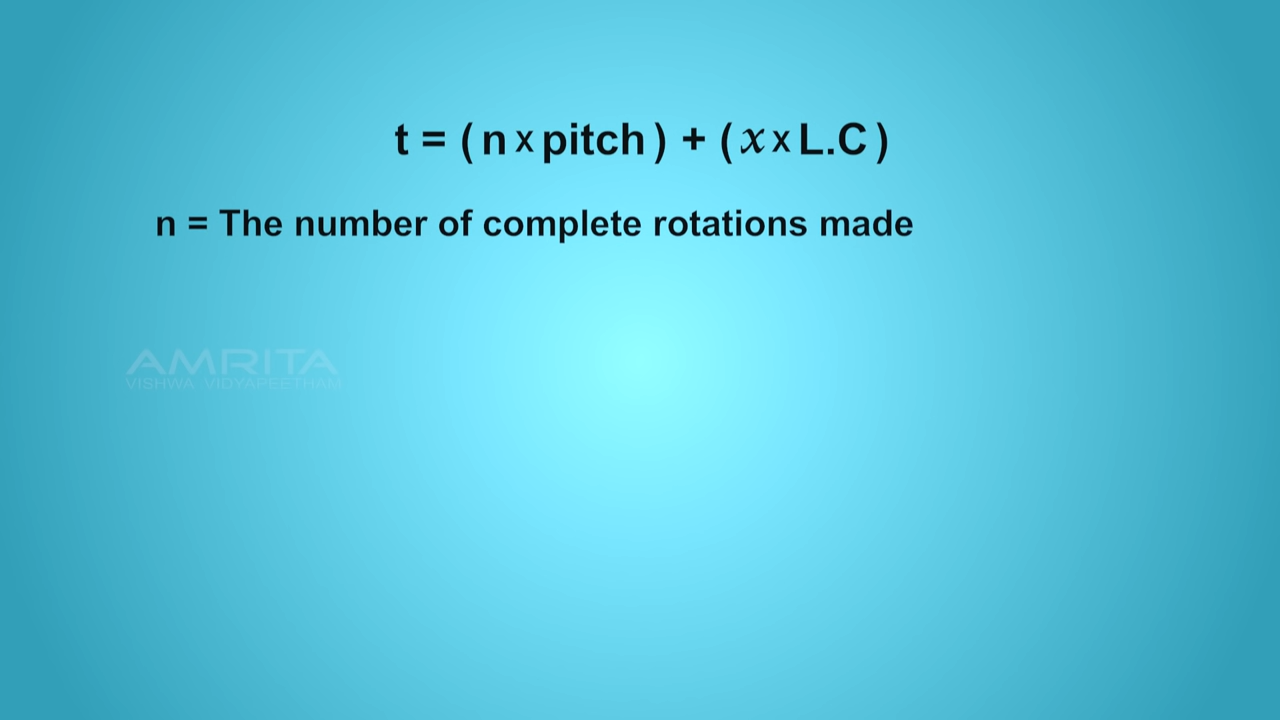 t = ( n x pitch ) + ( x x L.C )
n = The number of complete rotations made
AMRITA
VISHWA VIDYAPEETHAM